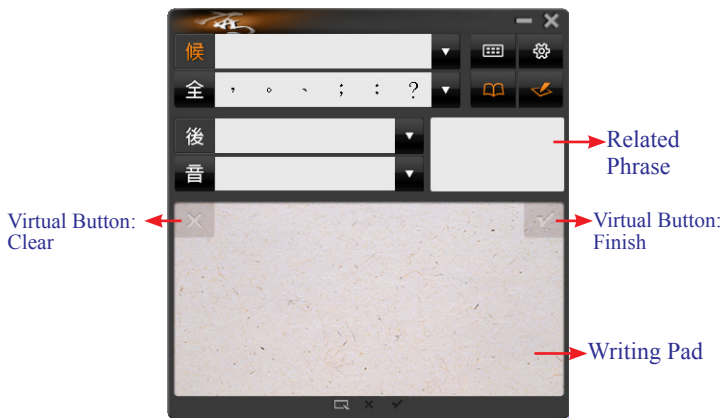 候
全 , 。 、 ; : ?
後
音
Related
Phrase
Virtual Button:
Clear
Virtual Button:
Finish
Writing Pad